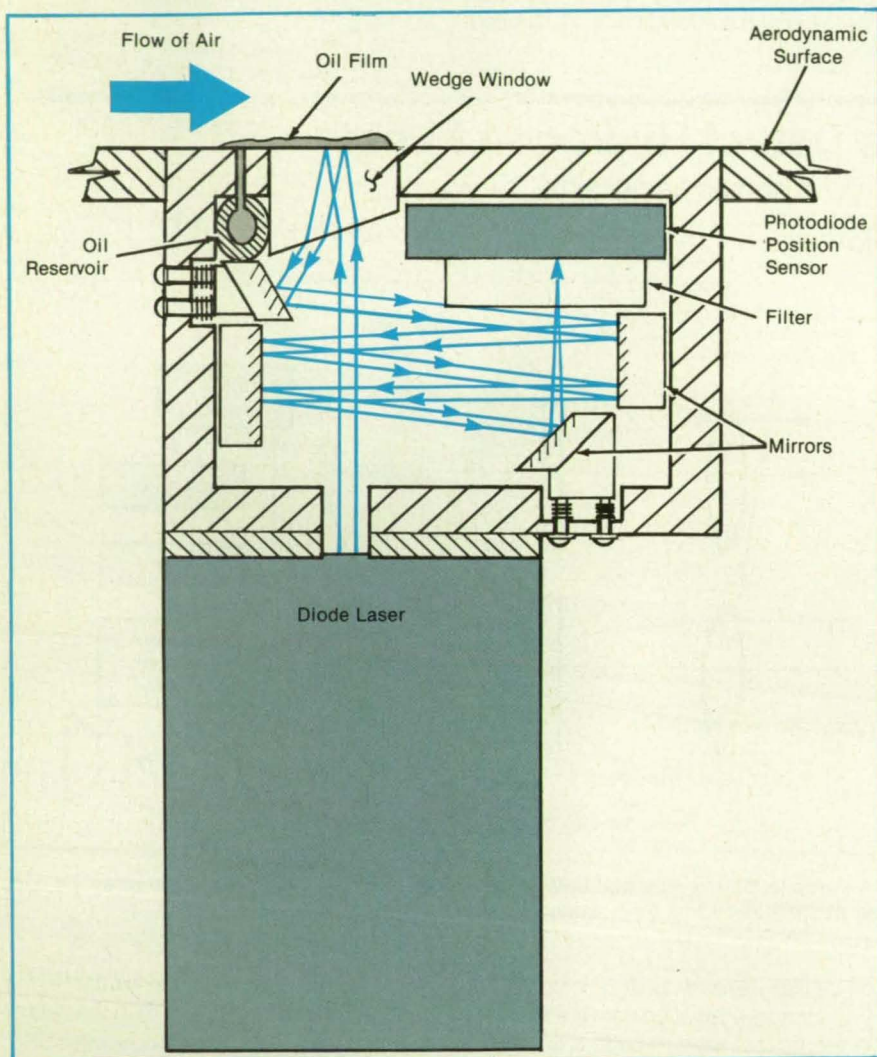 Flow of Air
Oil Film
Wedge Window
Aerodynamic
Surface
Oil
Reservoir
Photodiode
Position
Sensor
Filter
Mirrors
Diode Laser